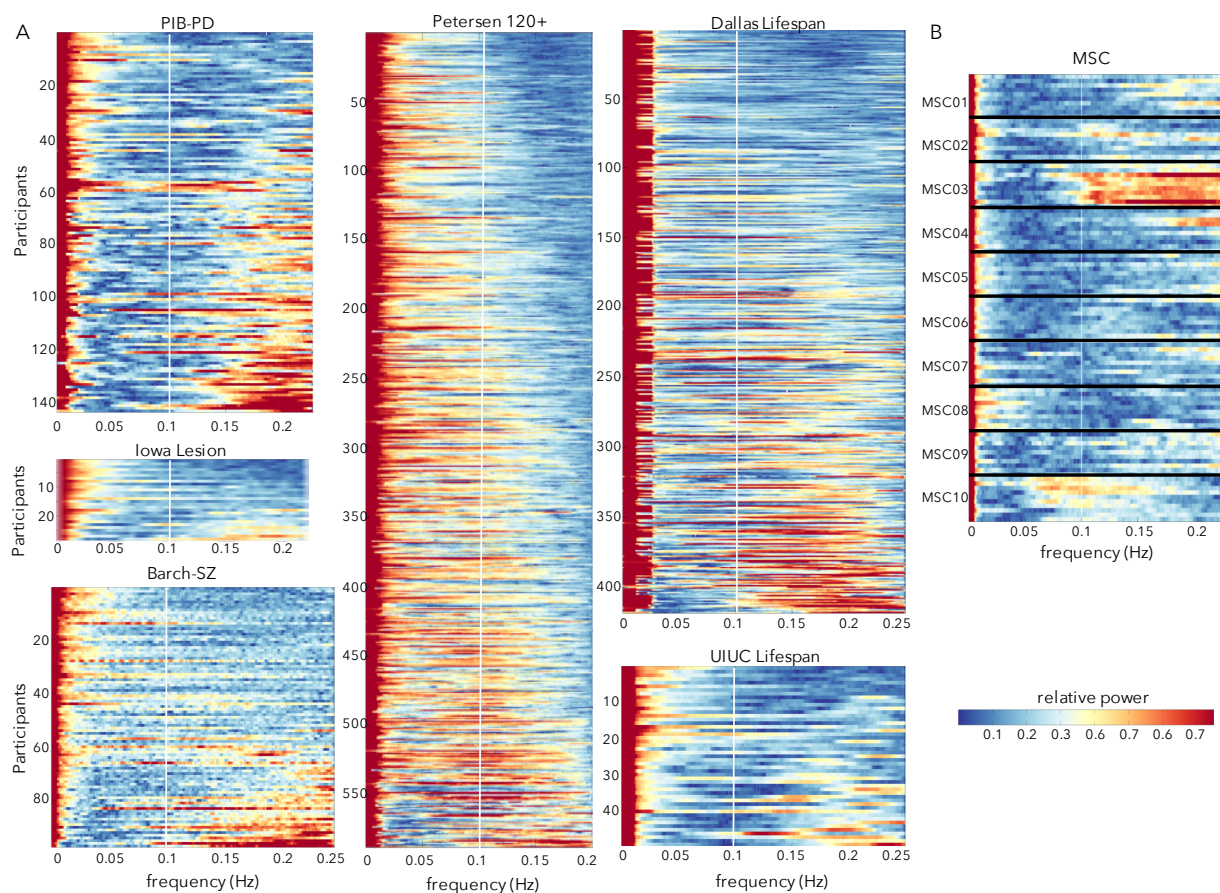 A
PIB-PD
Participants
20
40
60
80
100
120
140
0 0.05 0.1 0.15 0.2
Iowa Lesion
Participants
10
20
0 0.05 0.1 0.15 0.2
Barch-SZ
Participants
20
40
60
80
0 0.05 0.1 0.15 0.2 0.25
frequency (Hz)
Petersen 120+
50
100
150
200
250
300
350
400
450
500
550
0 0.05 0.1 0.15 0.2
frequency (Hz)
Dallas Lifespan
50
100
150
200
250
300
350
400
0 0.05 0.1 0.15 0.2 0.25
UIUC Lifespan
10
20
30
40
0 0.05 0.1 0.15 0.2 0.25
frequency (Hz)
B
MSC
MSC01
MSC02
MSC03
MSC04
MSC05
MSC06
MSC07
MSC08
MSC09
MSC10
0 0.05 0.1 0.15 0.2
frequency (Hz)
relative power
0.1 0.2 0.3 0.6 0.7 0.6 0.7